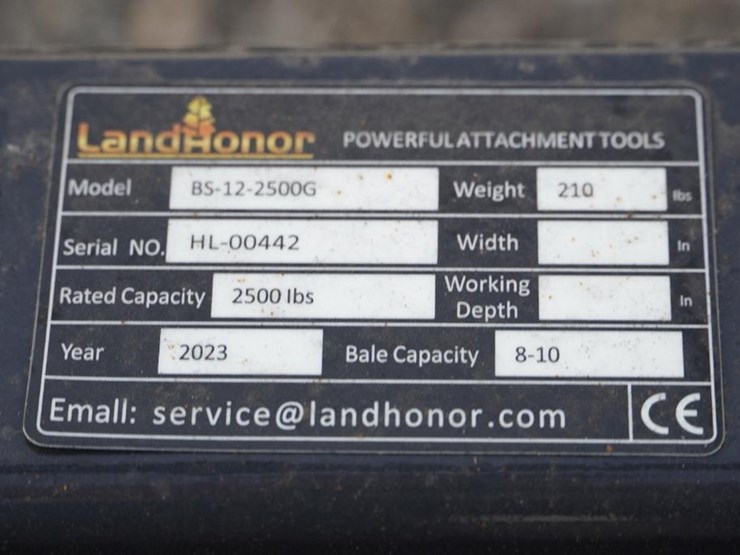 LandHonor POWERFUL ATTACHMENT TOOLS
Model BS-12-2500G Weight 210 lbs
Serial NO. HL-00442 Width In
Rated Capacity 2500 lbs Working Depth In
Year 2023 Bale Capacity 8-10
Emall: service@landhonor.com CE